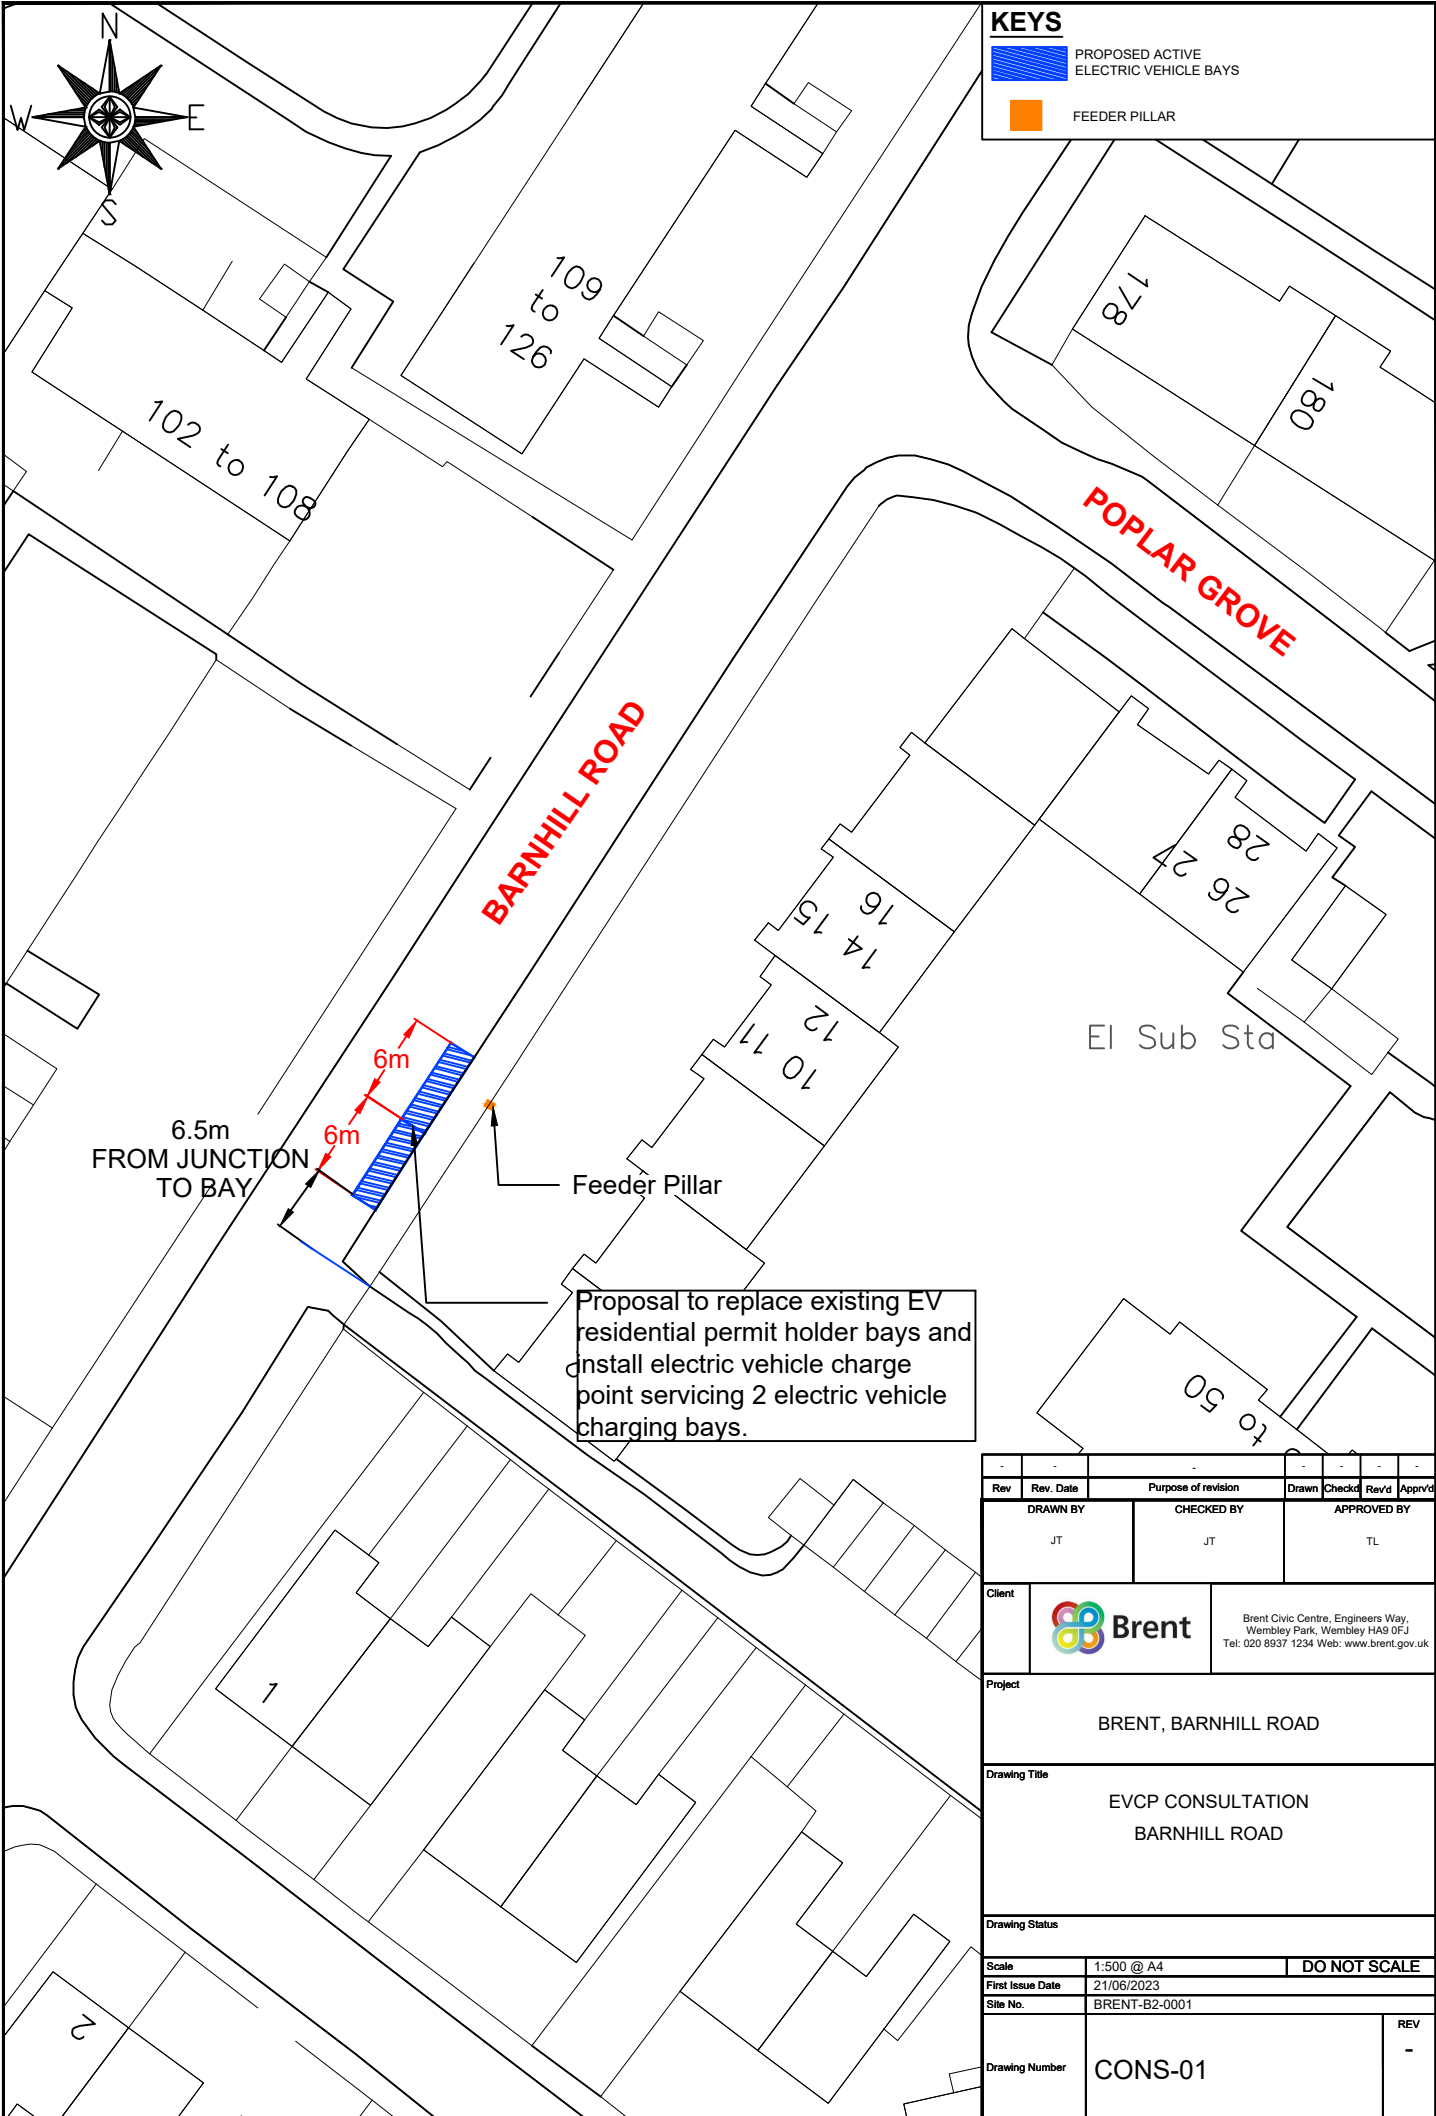 KEYS
PROPOSED ACTIVE
ELECTRIC VEHICLE BAYS
FEEDER PILLAR
N
W
E
S
109
to
126
102 to 108
178
180
POPLAR GROVE
BARNHILL ROAD
28
27
26
16
14 15
12
10 11
El Sub Sta
6m
6m
6.5m
FROM JUNCTION
TO BAY
Feeder Pillar
Proposal to replace existing EV
residential permit holder bays and
install electric vehicle charge
point servicing 2 electric vehicle
charging bays.
to 50
1
2
- - - - - - -
Rev Rev. Date Purpose of revision Drawn Checkd Rev'd Apprv'd
DRAWN BY CHECKED BY APPROVED BY
JT JT TL
Client
Brent
Brent Civic Centre, Engineers Way,
Wembley Park, Wembley HA9 0FJ
Tel: 020 8937 1234 Web: www.brent.gov.uk
Project
BRENT, BARNHILL ROAD
Drawing Title
EVCP CONSULTATION
BARNHILL ROAD
Drawing Status
Scale 1:500 @ A4 DO NOT SCALE
First Issue Date 21/06/2023
Site No. BRENT-B2-0001
Drawing Number CONS-01
REV
-